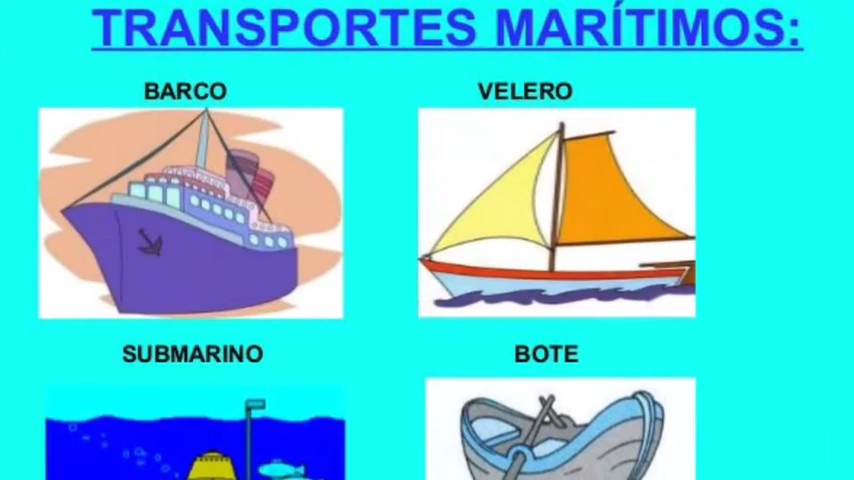 TRANSPORTES MARÍTIMOS:
BARCO
VELERO
SUBMARINO
BOTE